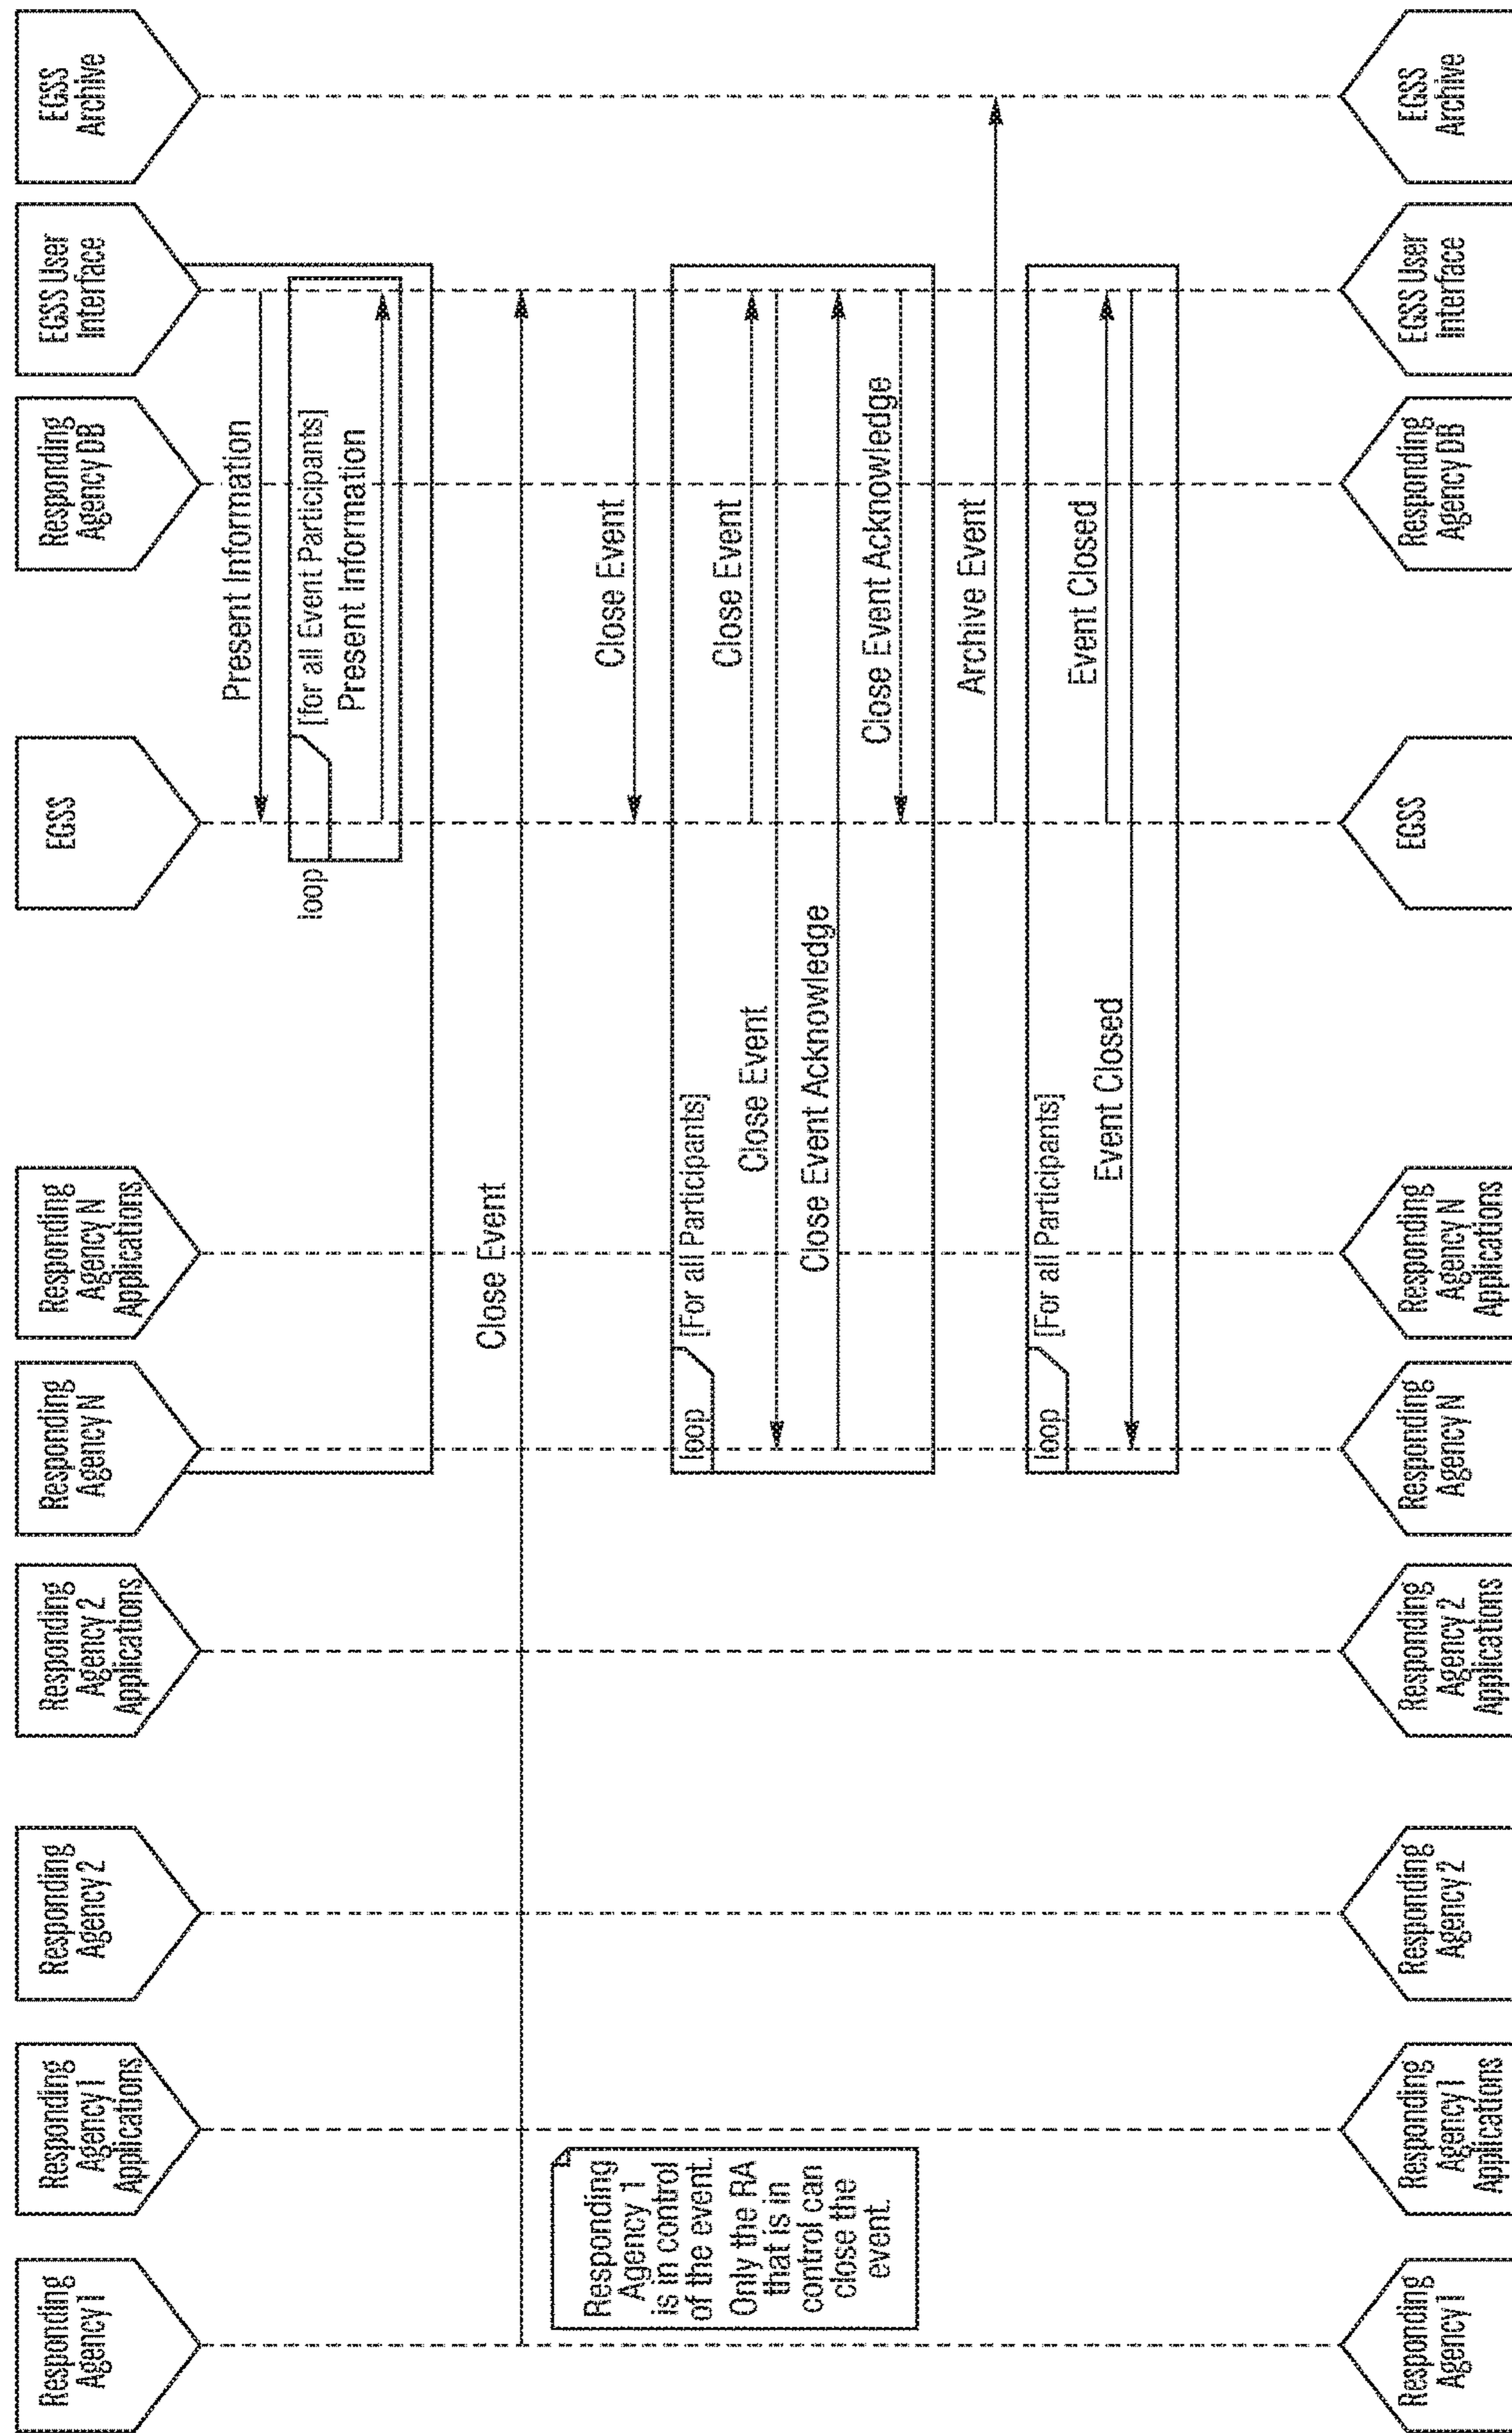 Responding
Agency 1
Responding
Agency 1
Applications
Responding
Agency 2
Responding
Agency 2
Applications
Responding
Agency N
Responding
Agency N
Applications
EGSS
Responding
Agency DB
EGSS User
Interface
EGSS
Archive
Present Information
loop
[for all Event Participants]
Present Information
Close Event
Responding
Agency 1
is in control
of the event.
Only the RA
that is in
control can
close the
event.
Close Event
loop
[For all Participants]
Close Event
Close Event
Close Event Acknowledge
Close Event Acknowledge
Archive Event
loop
[For all Participants]
Event Closed
Event Closed
Responding
Agency 1
Responding
Agency 1
Applications
Responding
Agency 2
Responding
Agency 2
Applications
Responding
Agency N
Responding
Agency N
Applications
EGSS
Responding
Agency DB
EGSS User
Interface
EGSS
Archive